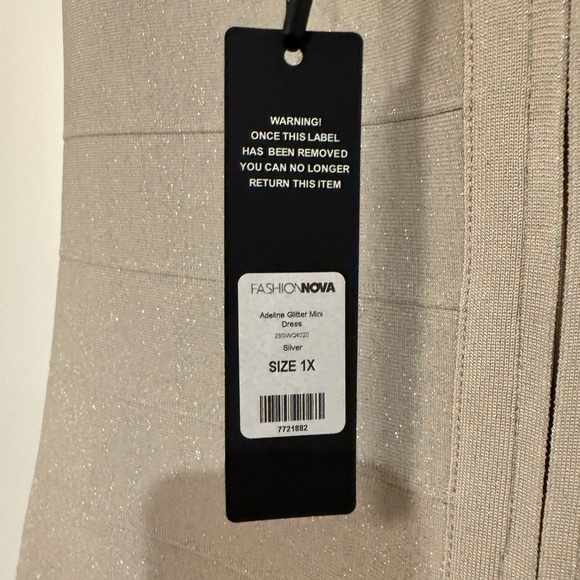 WARNING!
ONCE THIS LABEL
HAS BEEN REMOVED
YOU CAN NO LONGER
RETURN THIS ITEM
FASHIONNOVA
Adeline Glitter Mini
Dress
Silver
SIZE 1X
7721882